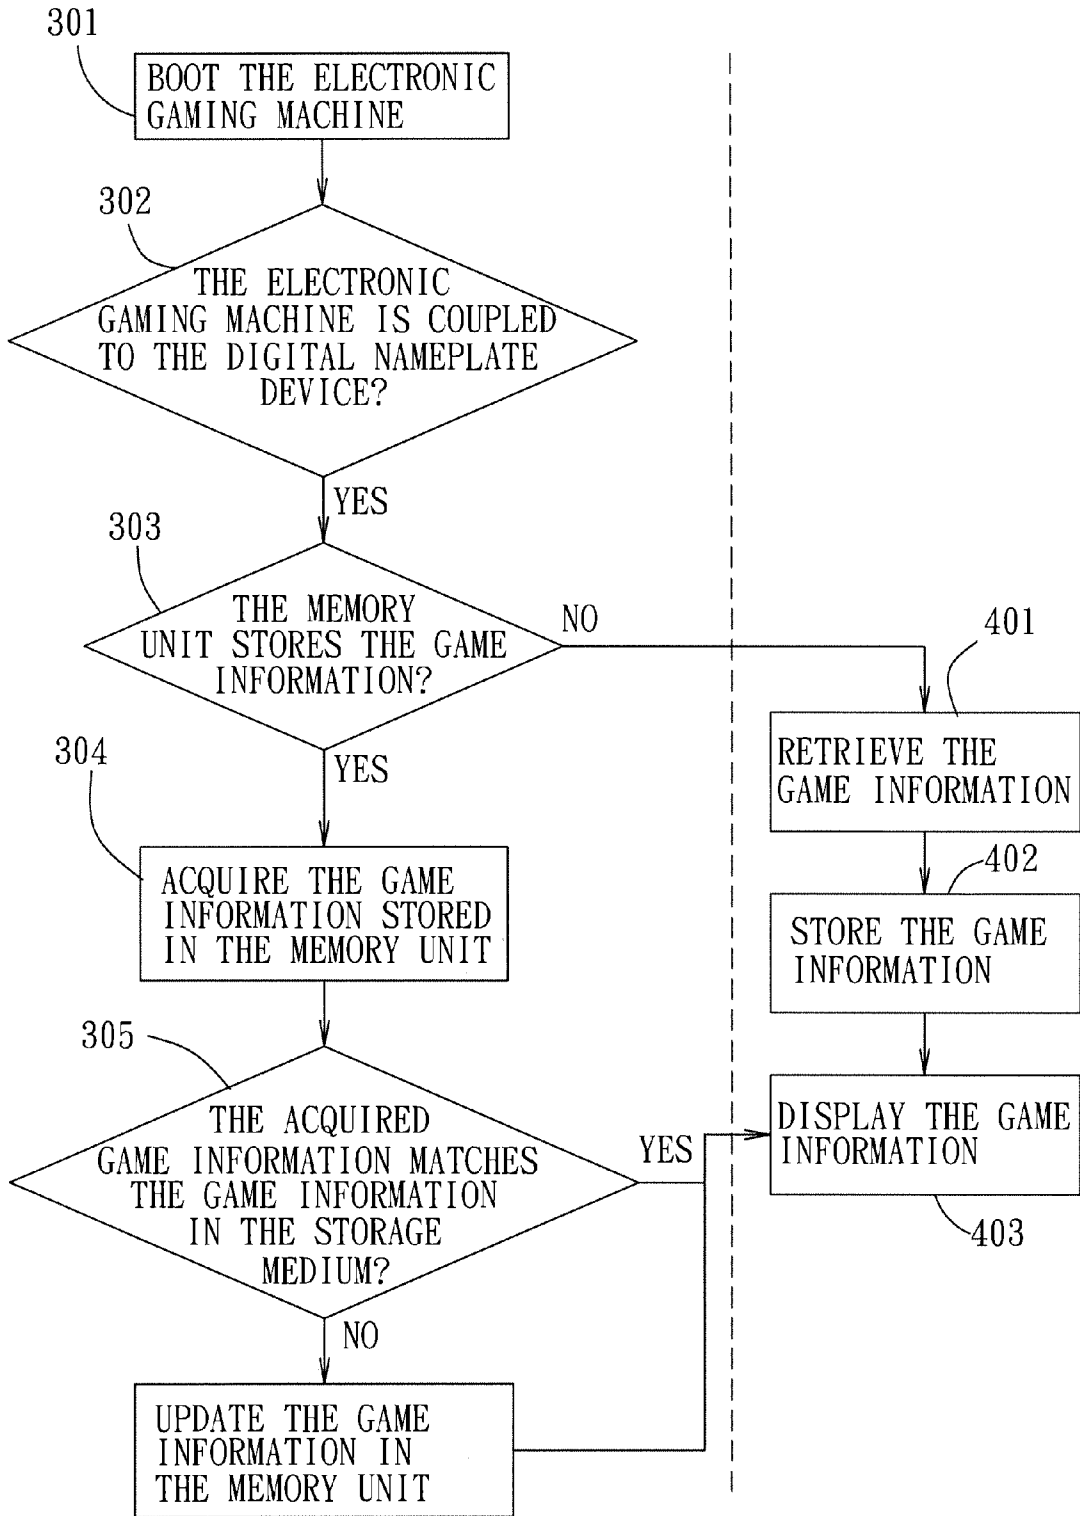 301
BOOT THE ELECTRONIC
GAMING MACHINE
302
THE ELECTRONIC
GAMING MACHINE IS COUPLED
TO THE DIGITAL NAMEPLATE
DEVICE?
YES
303
THE MEMORY
UNIT STORES THE GAME
INFORMATION?
NO
YES
304
ACQUIRE THE GAME
INFORMATION STORED
IN THE MEMORY UNIT
305
THE ACQUIRED
GAME INFORMATION MATCHES
THE GAME INFORMATION
IN THE STORAGE
MEDIUM?
YES
NO
UPDATE THE GAME
INFORMATION IN
THE MEMORY UNIT
401
RETRIEVE THE
GAME INFORMATION
402
STORE THE GAME
INFORMATION
DISPLAY THE GAME
INFORMATION
403